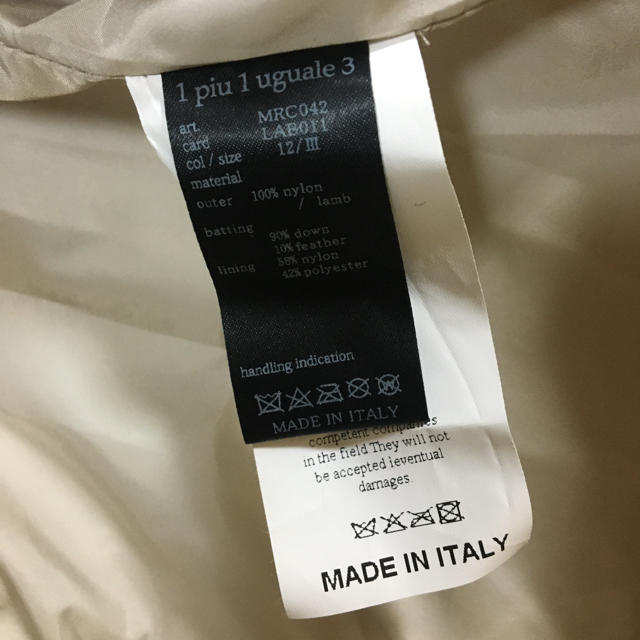 1 piu 1 uguale 3
art MRC042
card LAB011
col / size 12/III
material
outer 100% nylon
/ lamb
batting 90% down
10% feather
lining 58% nylon
42% polyester
handling indication
MADE IN ITALY
competent companies
in the field They will not
be accepted ieventual
damages.
MADE IN ITALY